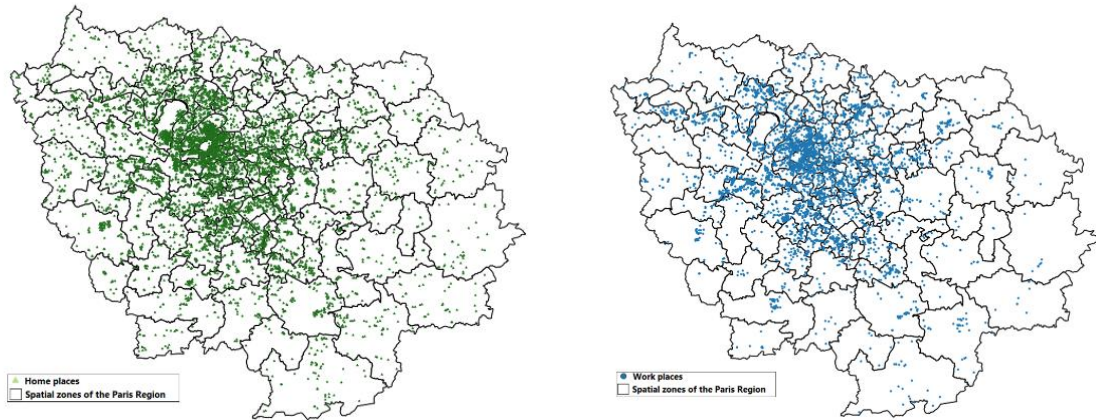 Home places
Spatial zones of the Paris Region
Work places
Spatial zones of the Paris Region